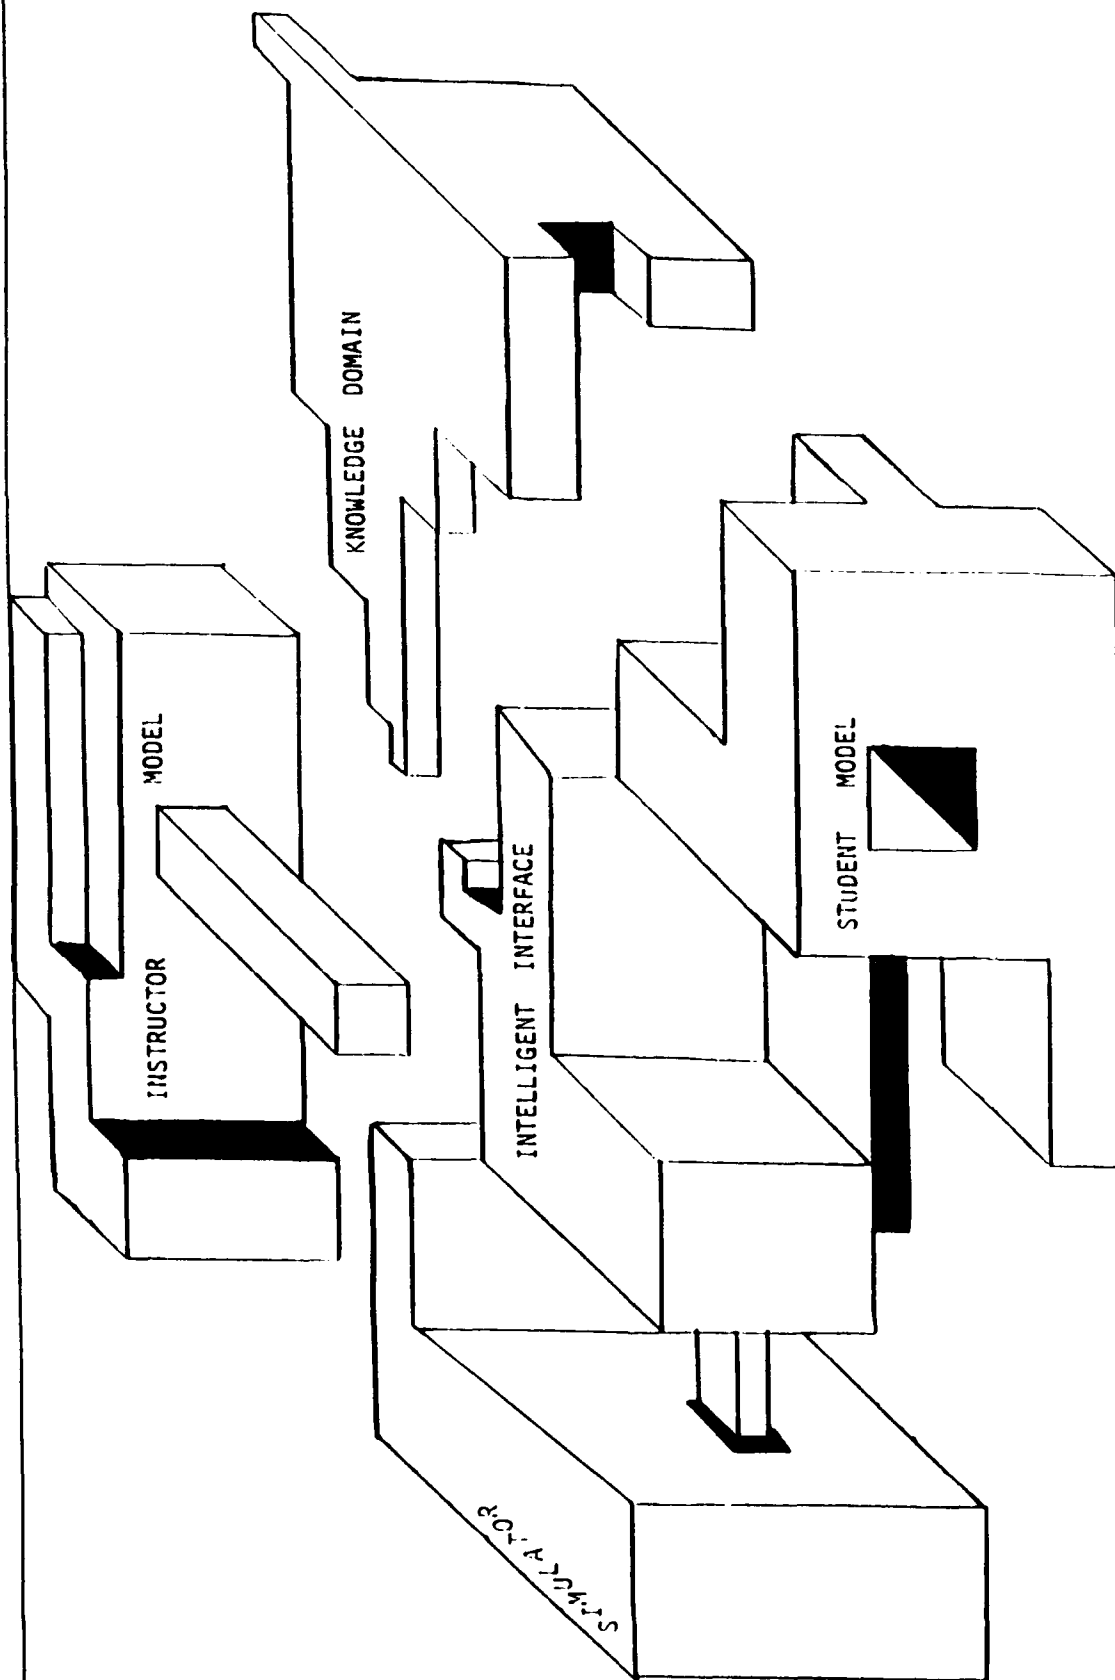 INSTRUCTOR MODEL
KNOWLEDGE DOMAIN
INTELLIGENT INTERFACE
SIMULATOR
STUDENT MODEL